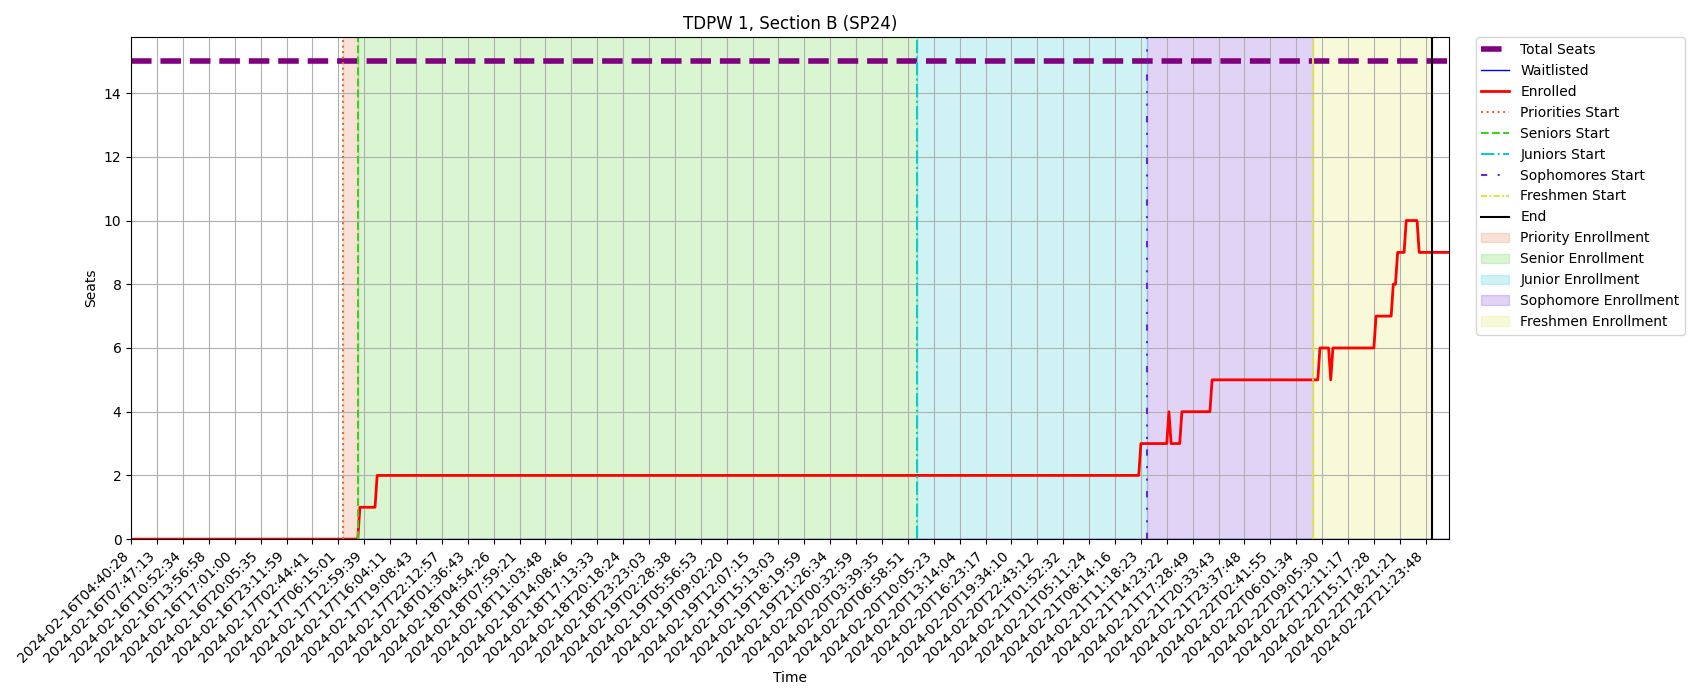 TDPW 1, Section B (SP24)
Total Seats
Waitlisted
Enrolled
Priorities Start
Seniors Start
Juniors Start
Sophomores Start
Freshmen Start
End
Priority Enrollment
Senior Enrollment
Junior Enrollment
Sophomore Enrollment
Freshmen Enrollment
Seats
14
12
10
8
6
4
2
0
2024-02-16T04:40:28
2024-02-16T07:47:13
2024-02-16T10:52:34
2024-02-16T13:56:58
2024-02-16T17:01:00
2024-02-16T20:05:35
2024-02-16T23:11:59
2024-02-17T02:44:41
2024-02-17T06:15:01
2024-02-17T12:59:39
2024-02-17T16:04:11
2024-02-17T19:08:43
2024-02-17T22:12:57
2024-02-18T01:36:43
2024-02-18T04:54:26
2024-02-18T07:59:21
2024-02-18T11:03:48
2024-02-18T14:08:46
2024-02-18T17:13:33
2024-02-18T20:18:24
2024-02-18T23:23:03
2024-02-19T02:28:38
2024-02-19T05:56:53
2024-02-19T09:02:20
2024-02-19T12:07:15
2024-02-19T15:13:03
2024-02-19T18:19:59
2024-02-19T21:26:34
2024-02-20T00:32:59
2024-02-20T03:39:35
2024-02-20T06:58:51
2024-02-20T10:05:23
2024-02-20T13:14:04
2024-02-20T16:23:17
2024-02-20T19:34:10
2024-02-20T22:43:12
2024-02-21T01:52:32
2024-02-21T05:11:24
2024-02-21T08:14:16
2024-02-21T11:18:23
2024-02-21T14:23:22
2024-02-21T17:28:49
2024-02-21T20:33:43
2024-02-21T23:37:48
2024-02-22T02:41:55
2024-02-22T06:01:34
2024-02-22T09:05:30
2024-02-22T12:11:17
2024-02-22T15:17:28
2024-02-22T18:21:21
2024-02-22T21:23:48
Time